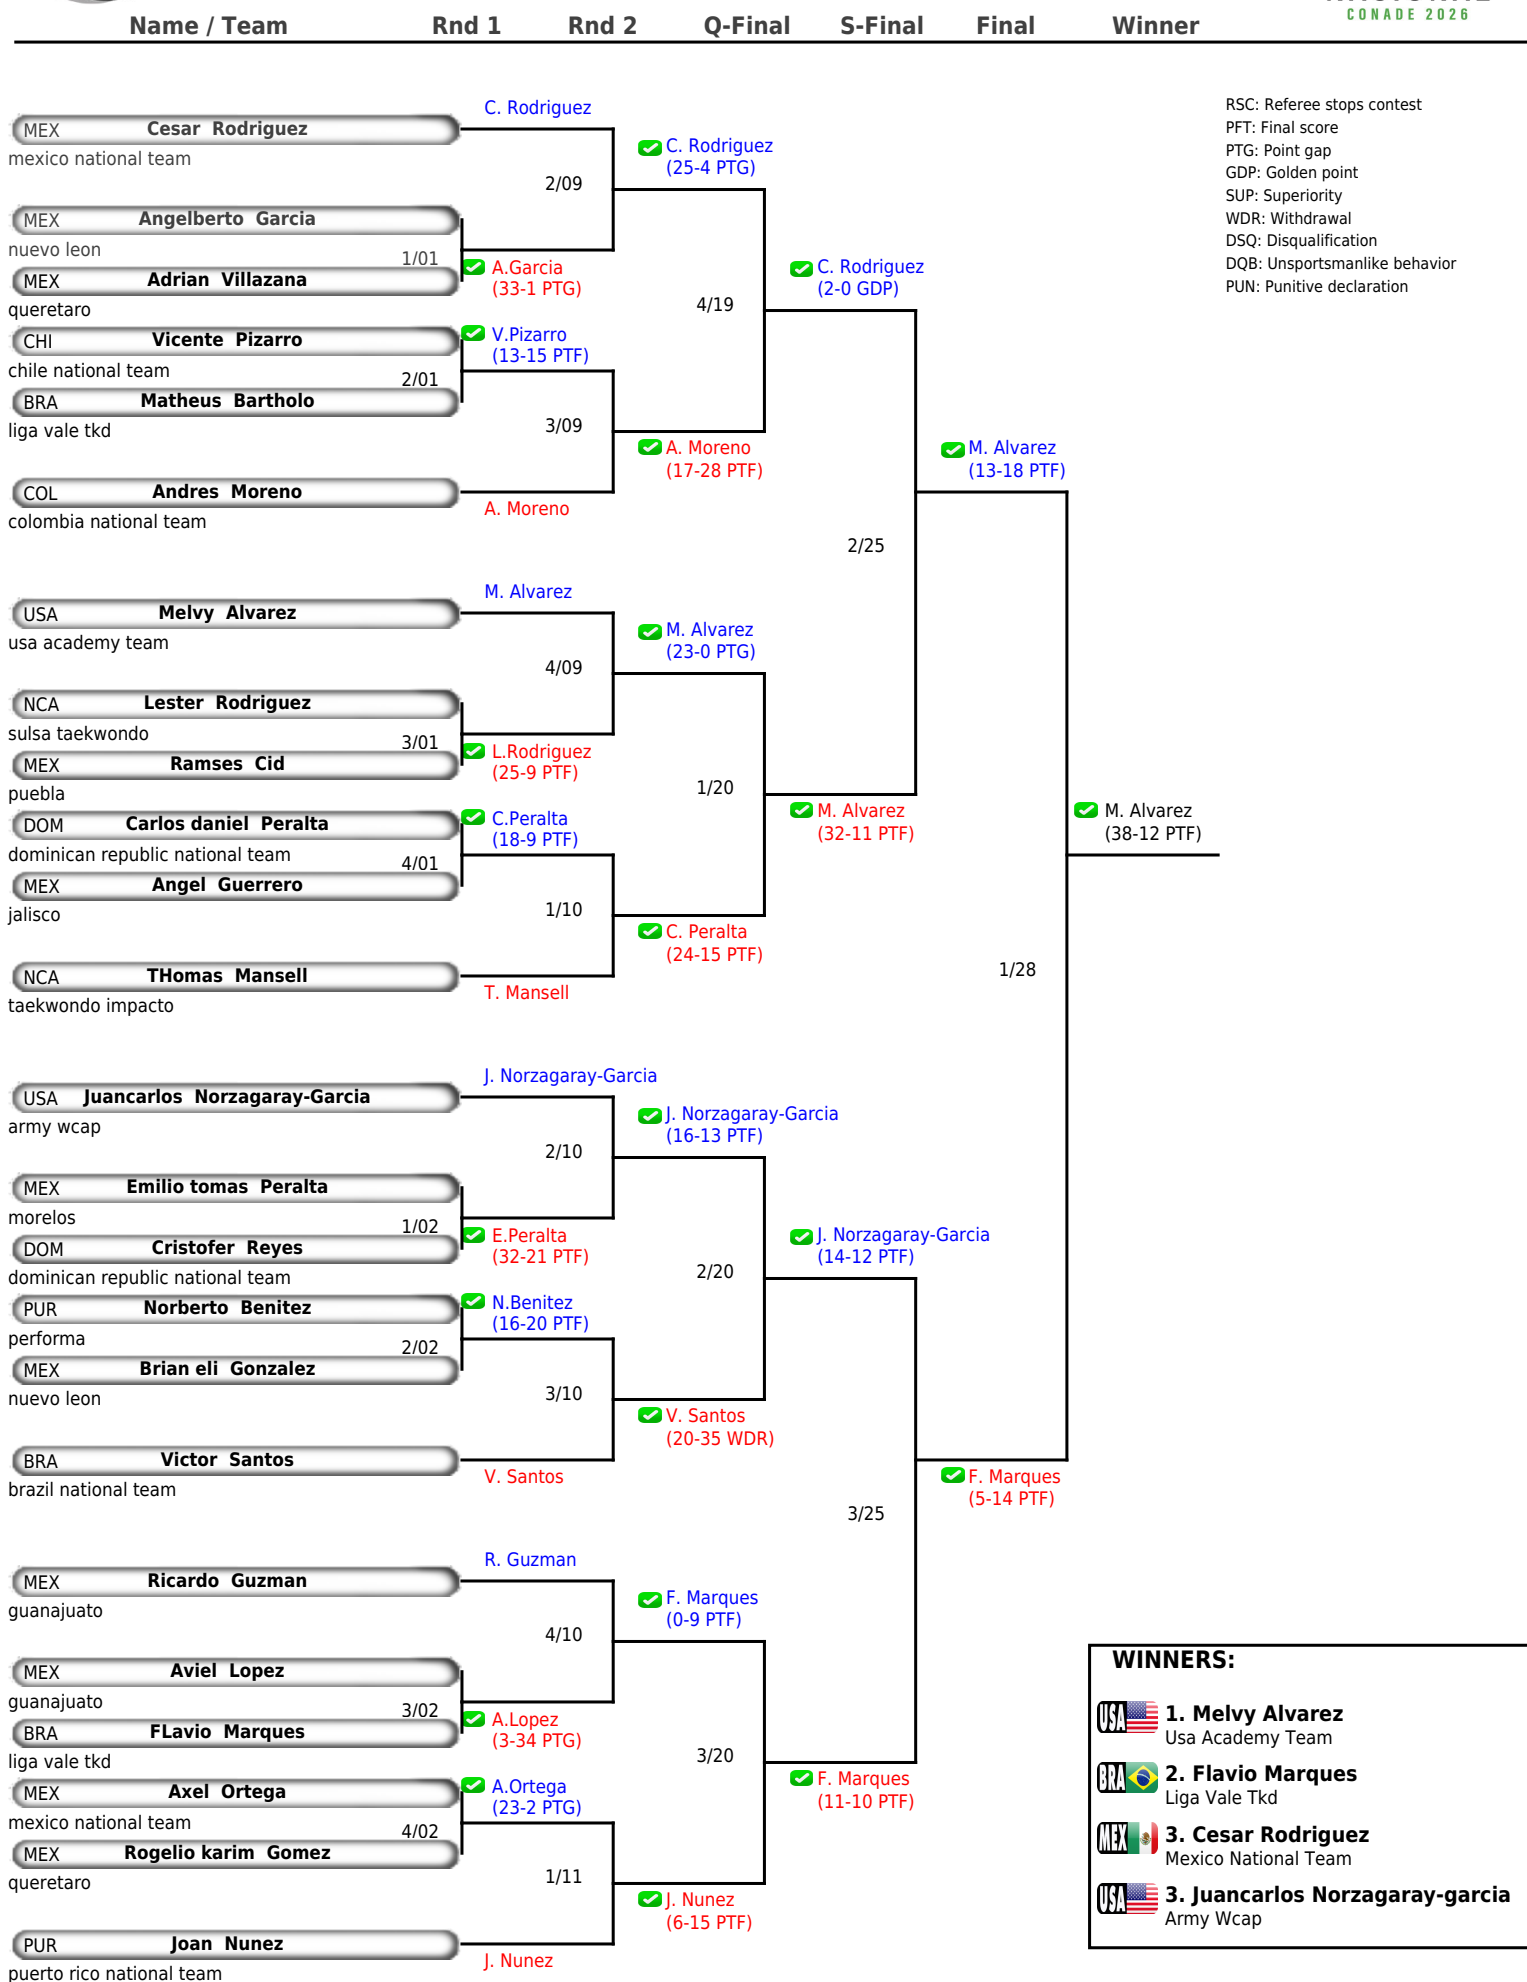 CONADE 2026
Name / Team Rnd 1 Rnd 2 Q-Final S-Final Final Winner
RSC: Referee stops contest
PFT: Final score
PTG: Point gap
GDP: Golden point
SUP: Superiority
WDR: Withdrawal
DSQ: Disqualification
DQB: Unsportsmanlike behavior
PUN: Punitive declaration
C. Rodriguez
MEX Cesar Rodriguez
mexico national team
C. Rodriguez
(25-4 PTG)
2/09
MEX Angelberto Garcia
nuevo leon
1/01
A.Garcia
(33-1 PTG)
MEX Adrian Villazana
queretaro
C. Rodriguez
(2-0 GDP)
4/19
CHI Vicente Pizarro
chile national team
V.Pizarro
(13-15 PTF)
2/01
BRA Matheus Bartholo
liga vale tkd
3/09
A. Moreno
(17-28 PTF)
M. Alvarez
(13-18 PTF)
COL Andres Moreno
colombia national team
A. Moreno
2/25
M. Alvarez
USA Melvy Alvarez
usa academy team
M. Alvarez
(23-0 PTG)
4/09
NCA Lester Rodriguez
sulsa taekwondo
3/01
L.Rodriguez
(25-9 PTF)
MEX Ramses Cid
puebla
1/20
M. Alvarez
(32-11 PTF)
M. Alvarez
(38-12 PTF)
DOM Carlos daniel Peralta
dominican republic national team
C.Peralta
(18-9 PTF)
4/01
MEX Angel Guerrero
jalisco
1/10
C. Peralta
(24-15 PTF)
NCA THomas Mansell
taekwondo impacto
T. Mansell
1/28
J. Norzagaray-Garcia
USA Juancarlos Norzagaray-Garcia
army wcap
J. Norzagaray-Garcia
(16-13 PTF)
2/10
MEX Emilio tomas Peralta
morelos
1/02
E.Peralta
(32-21 PTF)
DOM Cristofer Reyes
dominican republic national team
J. Norzagaray-Garcia
(14-12 PTF)
2/20
PUR Norberto Benitez
performa
N.Benitez
(16-20 PTF)
2/02
MEX Brian eli Gonzalez
nuevo leon
3/10
V. Santos
(20-35 WDR)
BRA Victor Santos
brazil national team
V. Santos
F. Marques
(5-14 PTF)
3/25
R. Guzman
MEX Ricardo Guzman
guanajuato
F. Marques
(0-9 PTF)
4/10
MEX Aviel Lopez
guanajuato
3/02
A.Lopez
(3-34 PTG)
BRA FLavio Marques
liga vale tkd
3/20
F. Marques
(11-10 PTF)
MEX Axel Ortega
mexico national team
A.Ortega
(23-2 PTG)
4/02
MEX Rogelio karim Gomez
queretaro
1/11
J. Nunez
(6-15 PTF)
PUR Joan Nunez
puerto rico national team
J. Nunez
WINNERS:
USA 1. Melvy Alvarez
Usa Academy Team
BRA 2. Flavio Marques
Liga Vale Tkd
MEX 3. Cesar Rodriguez
Mexico National Team
USA 3. Juancarlos Norzagaray-garcia
Army Wcap